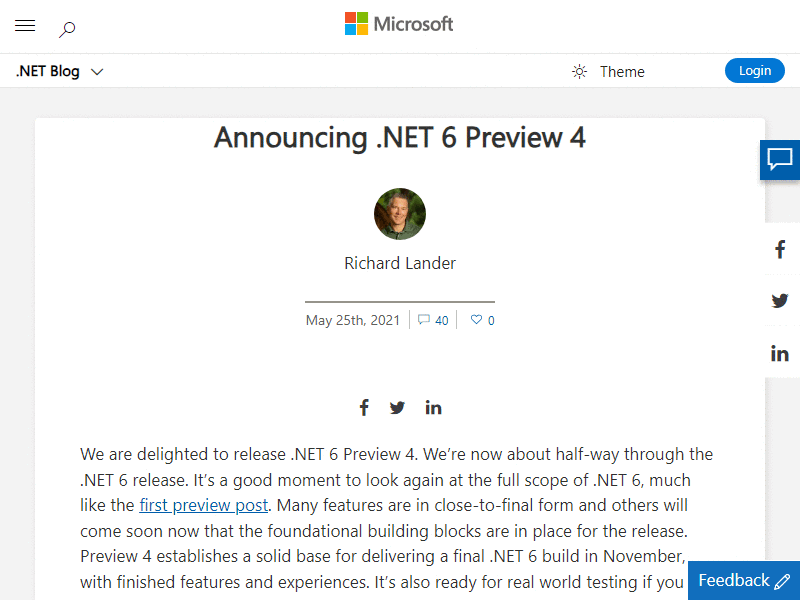 Microsoft
.NET Blog
Theme
Login
Announcing .NET 6 Preview 4
Richard Lander
May 25th, 2021 40 0
We are delighted to release .NET 6 Preview 4. We’re now about half-way through the
.NET 6 release. It’s a good moment to look again at the full scope of .NET 6, much
like the first preview post. Many features are in close-to-final form and others will
come soon now that the foundational building blocks are in place for the release.
Preview 4 establishes a solid base for delivering a final .NET 6 build in November,
with finished features and experiences. It’s also ready for real world testing if you
Feedback